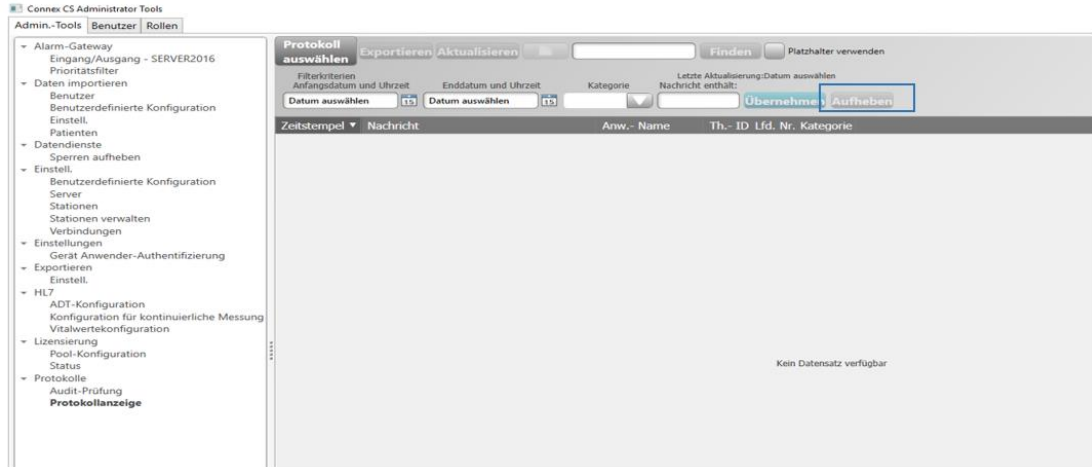 Connex CS Administrator Tools
Admin.-Tools Benutzer Rollen
Alarm-Gateway
Eingang/Ausgang - SERVER2016
Prioritätsfilter
Daten importieren
Benutzer
Benutzerdefinierte Konfiguration
Einstell.
Patienten
Datendienste
Sperren aufheben
Einstell.
Benutzerdefinierte Konfiguration
Server
Stationen
Stationen verwalten
Verbindungen
Einstellungen
Gerät Anwender-Authentifizierung
Exportieren
Einstell.
HL7
ADT-Konfiguration
Konfiguration für kontinuierliche Messung
Vitalwertekonfiguration
Lizensierung
Pool-Konfiguration
Status
Protokolle
Audit-Prüfung
Protokollanzeige
Protokoll
auswählen
Exportieren Aktualisieren Finden Platzhalter verwenden
Filterkriterien Letzte Aktualisierung:Datum auswählen
Anfangsdatum und Uhrzeit Enddatum und Uhrzeit Kategorie Nachricht enthält:
Datum auswählen 15 Datum auswählen 15 Übernehmen Aufheben
Zeitstempel Nachricht Anw.- Name Th.- ID Lfd. Nr. Kategorie
Kein Datensatz verfügbar